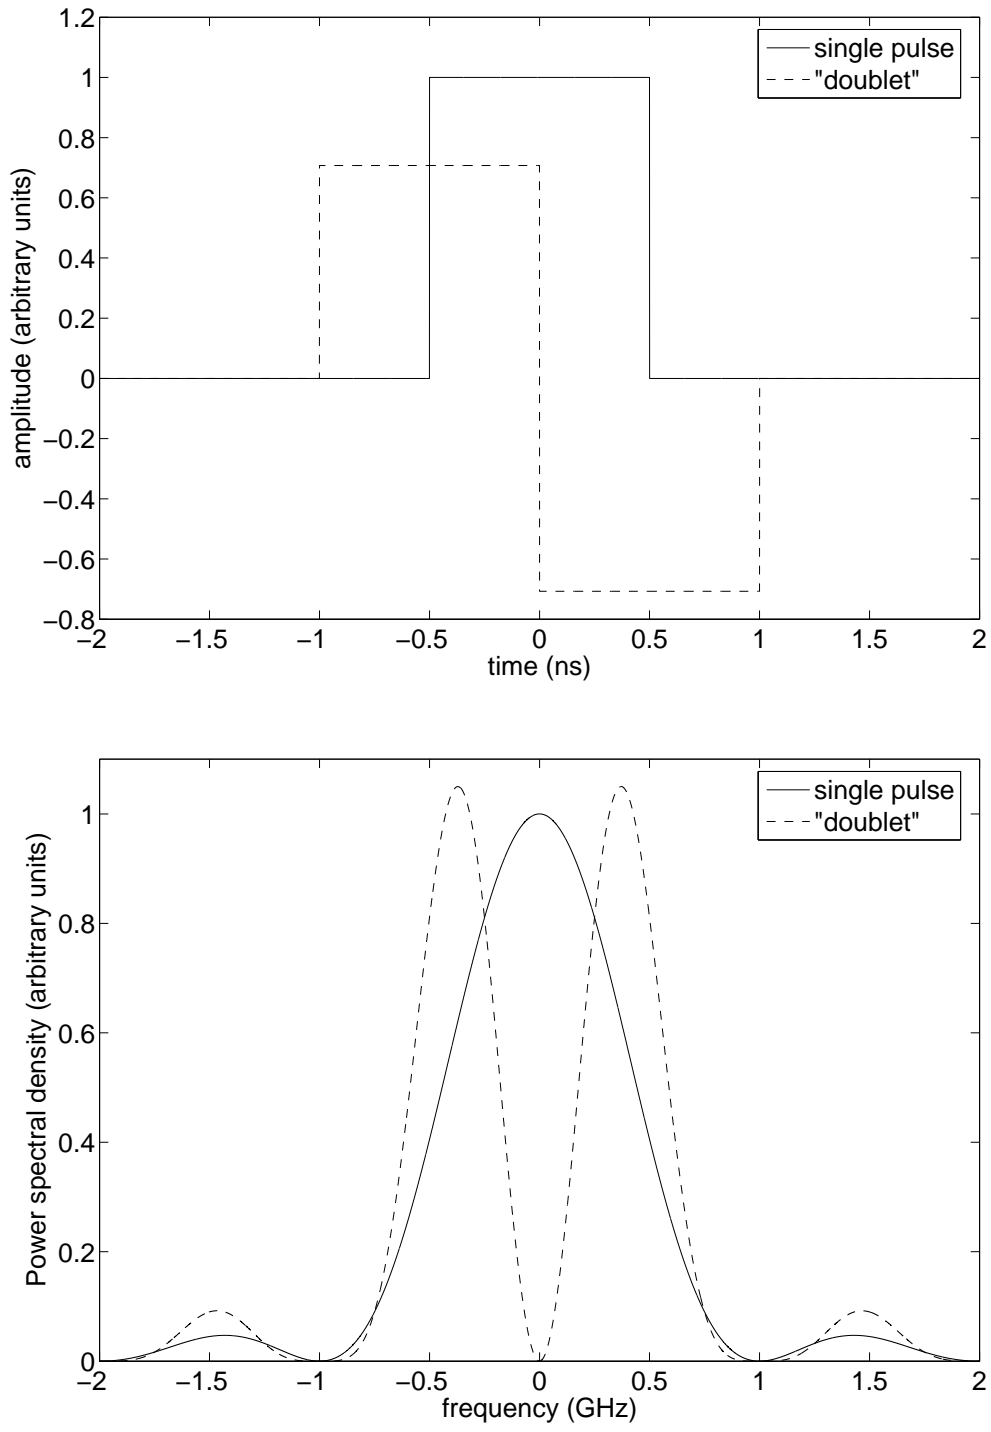 1.2
1
0.8
0.6
0.4
0.2
0
−0.2
−0.4
−0.6
−0.8
amplitude (arbitrary units)
single pulse
"doublet"
−2 −1.5 −1 −0.5 0 0.5 1 1.5 2
time (ns)
1
0.8
0.6
0.4
0.2
0
Power spectral density (arbitrary units)
single pulse
"doublet"
−2 −1.5 −1 −0.5 0 0.5 1 1.5 2
frequency (GHz)